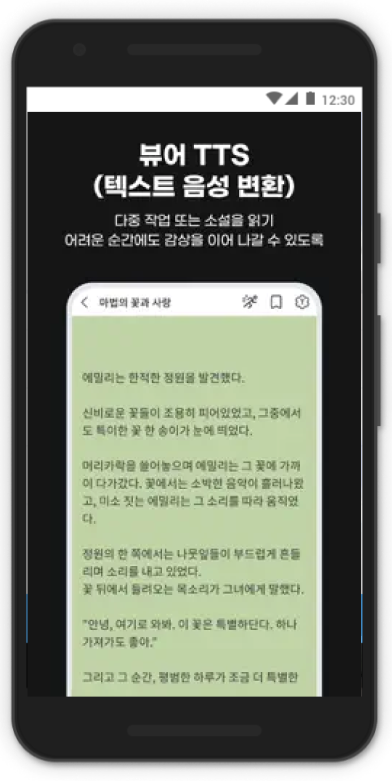 12:30
뷰어 TTS
(텍스트 음성 변환)
다중 작업 또는 소설을 읽기
어려운 순간에도 감상을 이어 나갈 수 있도록
마법의 꽃과 사랑
에밀리는 한적한 정원을 발견했다.
신비로운 꽃들이 조용히 피어있었고, 그중에서
도 특이한 꽃 한 송이가 눈에 띄었다.
머리카락을 쓸어놓으며 에밀리는 그 꽃에 가까
이 다가갔다. 꽃에서는 소박한 음악이 흘러나왔
고, 미소 짓는 에밀리는 그 소리를 따라 움직였
다.
정원의 한 쪽에서는 나뭇잎들이 부드럽게 흔들
리며 소리를 내고 있었다.
꽃 뒤에서 들려오는 목소리가 그녀에게 말했다.
"안녕, 여기로 와봐. 이 꽃은 특별하단다. 하나
가져가도 좋아."
그리고 그 순간, 평범한 하루가 조금 더 특별한